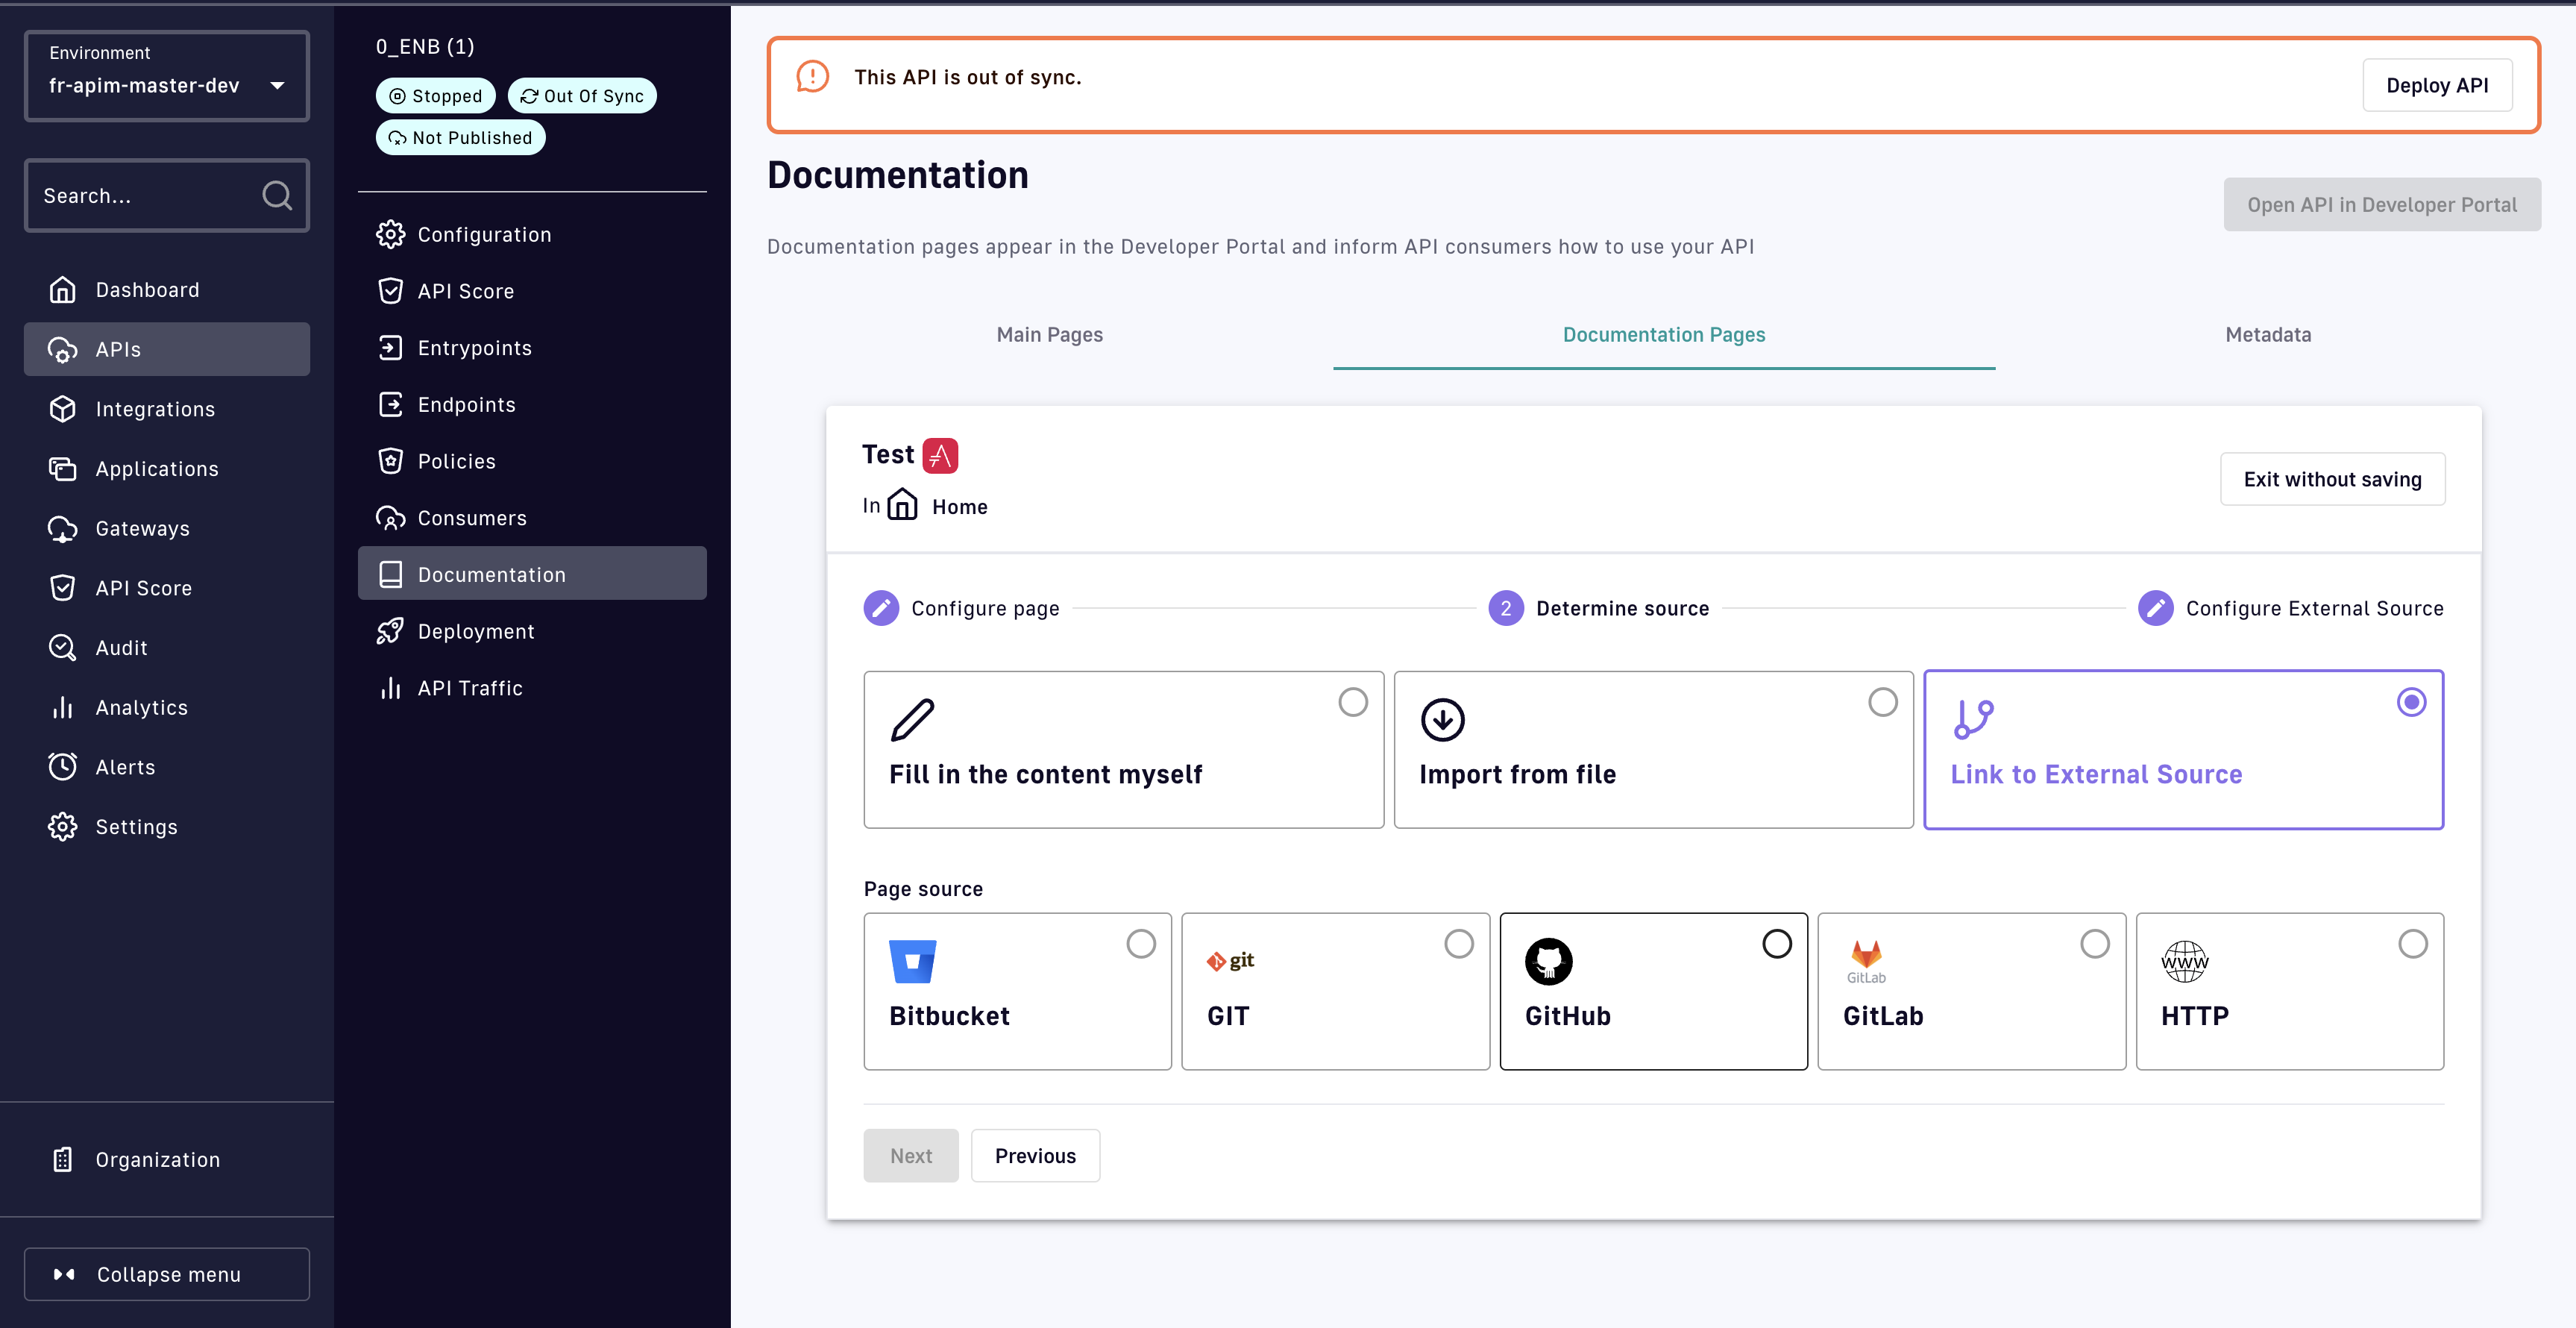 Environment
fr-apim-master-dev
Search...
Dashboard
APIs
Integrations
Applications
Gateways
API Score
Audit
Analytics
Alerts
Settings
Organization
Collapse menu
0_ENB (1)
Stopped
Out Of Sync
Not Published
Configuration
API Score
Entrypoints
Endpoints
Policies
Consumers
Documentation
Deployment
API Traffic
This API is out of sync.
Deploy API
Documentation
Open API in Developer Portal
Documentation pages appear in the Developer Portal and inform API consumers how to use your API
Main Pages
Documentation Pages
Metadata
Test
In Home
Exit without saving
Configure page
2 Determine source
Configure External Source
Fill in the content myself
Import from file
Link to External Source
Page source
Bitbucket
git
GIT
GitHub
GitLab
GitLab
WWW
HTTP
Next
Previous